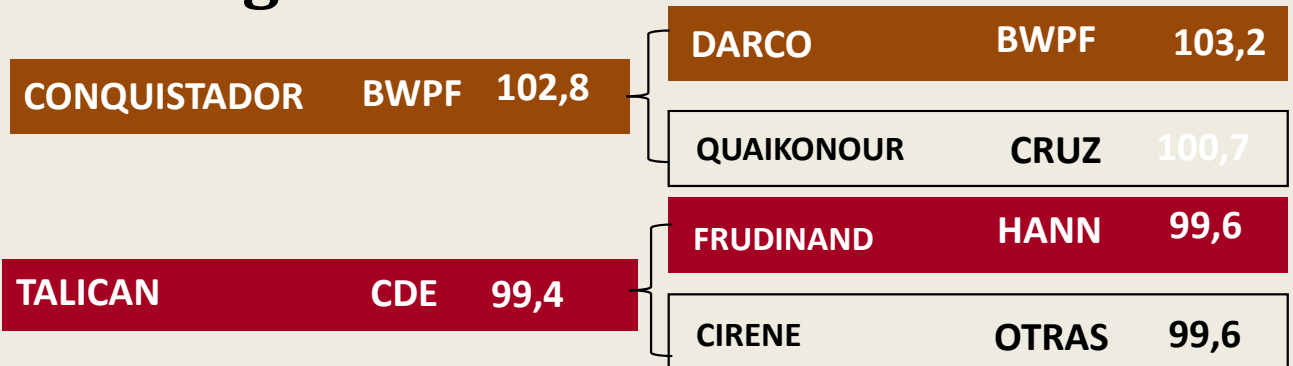 DARCO BWPF 103,2
CONQUISTADOR BWPF 102,8
QUAIKONOUR CRUZ 100,7
FRUDINAND HANN 99,6
TALICAN CDE 99,4
CIRENE OTRAS 99,6